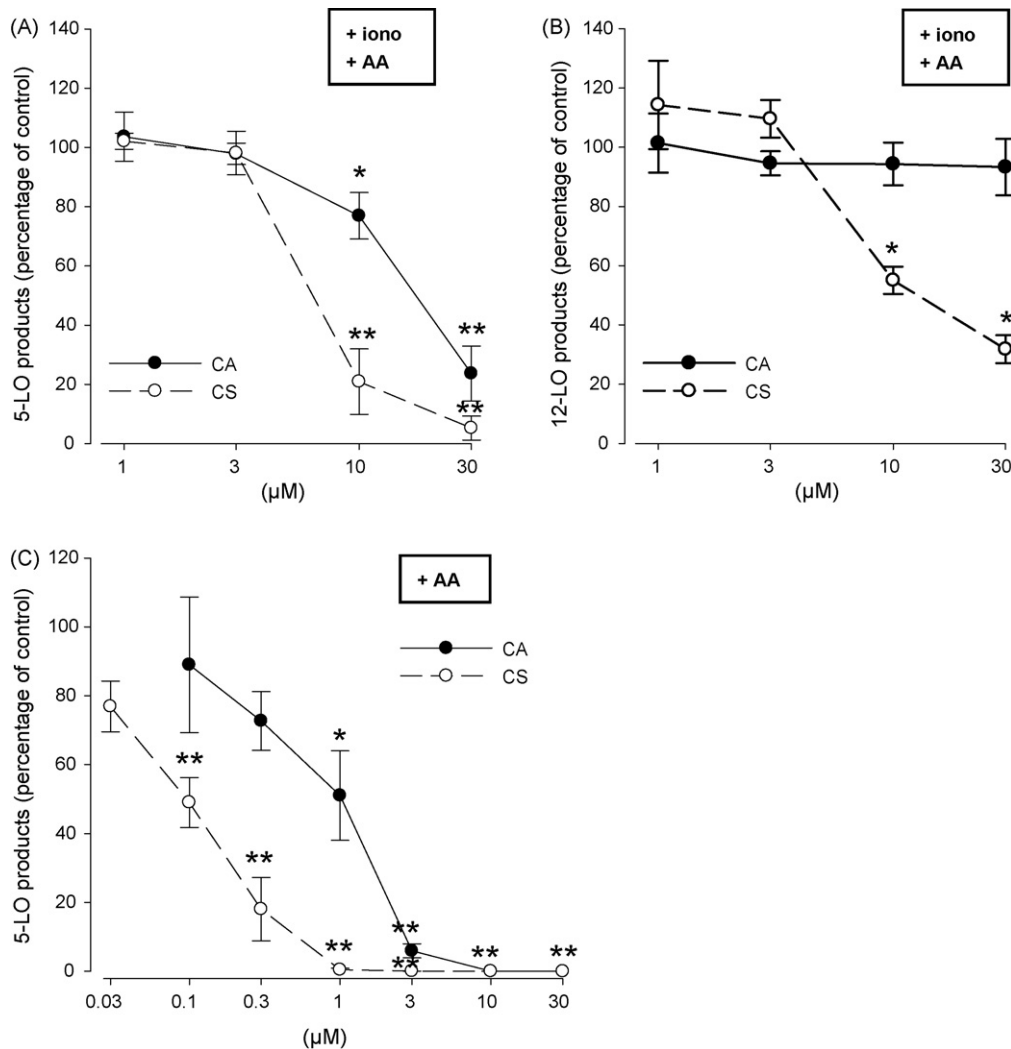 (A)
140
120
100
80
60
40
20
0
5-LO products (percentage of control)
+ iono
+ AA
*
**
**
**
CA
CS
1 3 10 30
(µM)
(B)
140
120
100
80
60
40
20
0
12-LO products (percentage of control)
+ iono
+ AA
*
*
CA
CS
1 3 10 30
(µM)
(C)
120
100
80
60
40
20
0
5-LO products (percentage of control)
+ AA
CA
CS
*
**
**
**
**
**
**
**
0.03 0.1 0.3 1 3 10 30
(µM)